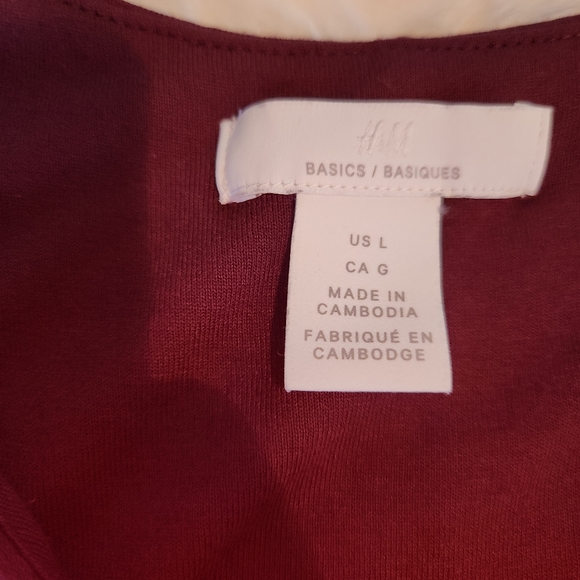 H&M
BASICS / BASIQUES
US L
CA G
MADE IN
CAMBODIA
FABRIQUÉ EN
CAMBODGE